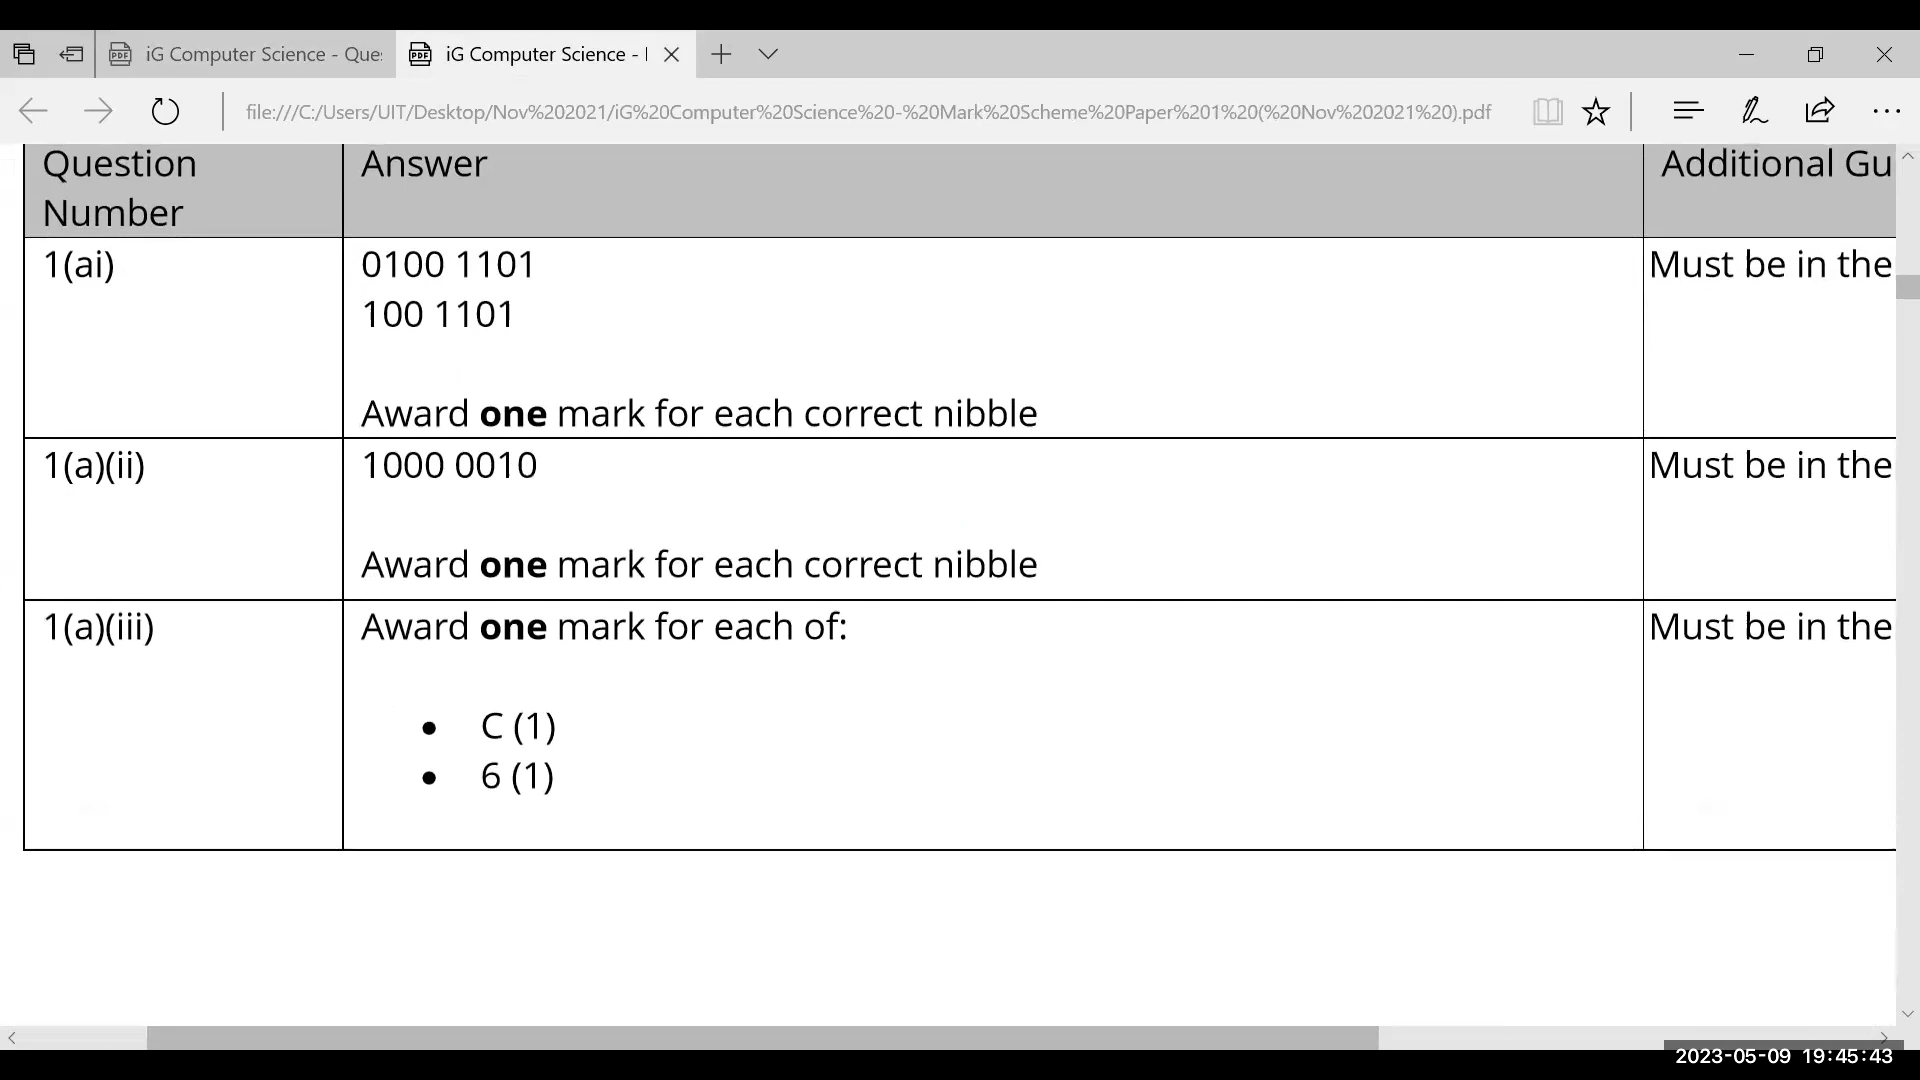 iG Computer Science - Que
iG Computer Science -
file:///C:/Users/UIT/Desktop/Nov%202021/iG%20Computer%20Science%20-%20Mark%20Scheme%20Paper%201%20(%20Nov%202021%20).pdf
Question Number
Answer
Additional Gu
1(ai)
0100 1101
100 1101
Award one mark for each correct nibble
Must be in the
1(a)(ii)
1000 0010
Award one mark for each correct nibble
Must be in the
1(a)(iii)
Award one mark for each of:
• C (1)
• 6 (1)
Must be in the
2023-05-09 19:45:43